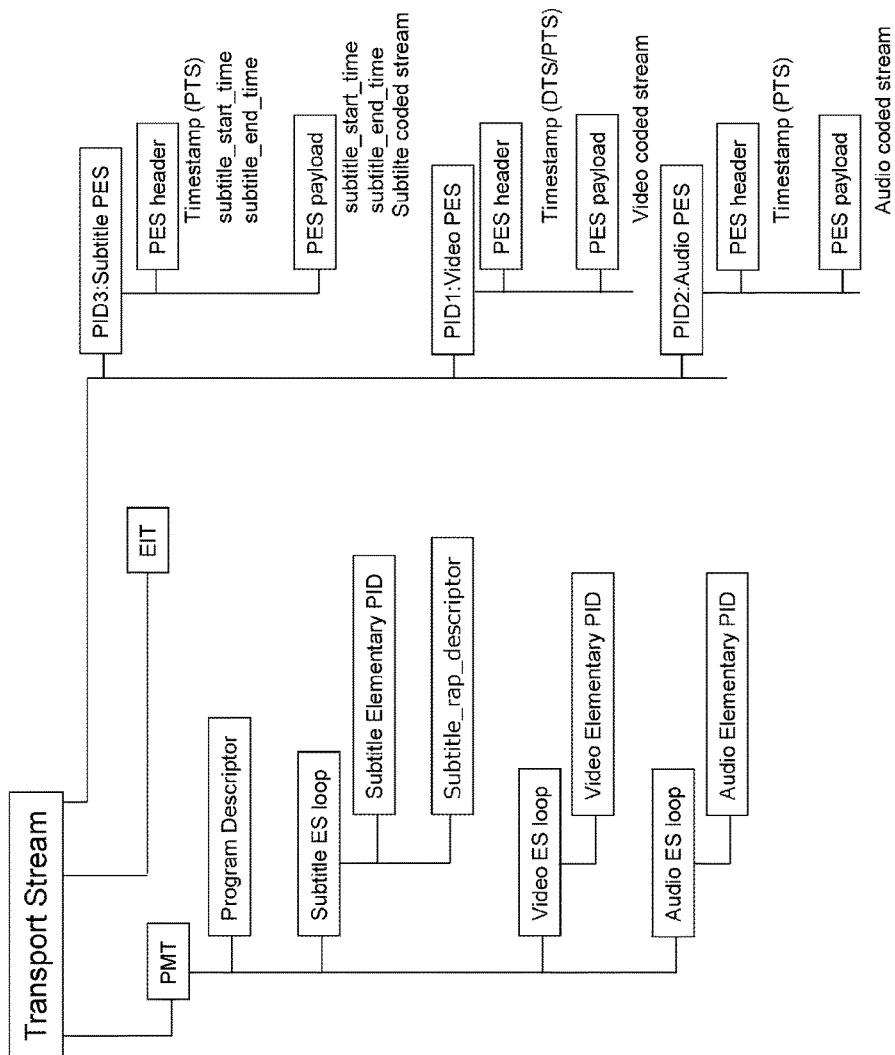 Transport Stream
PMT
Program Descriptor
Subtitle ES loop
Subtitle Elementary PID
Subtitle_rap_descriptor
Video ES loop
Video Elementary PID
Audio ES loop
Audio Elementary PID
EIT
PID3:Subtitle PES
PES header
Timestamp (PTS)
subtitle_start_time
subtitle_end_time
PES payload
subtitle_start_time
subtitle_end_time
Subtilte coded stream
PID1:Video PES
PES header
Timestamp (DTS/PTS)
PES payload
Video coded stream
PID2:Audio PES
PES header
Timestamp (PTS)
PES payload
Audio coded stream